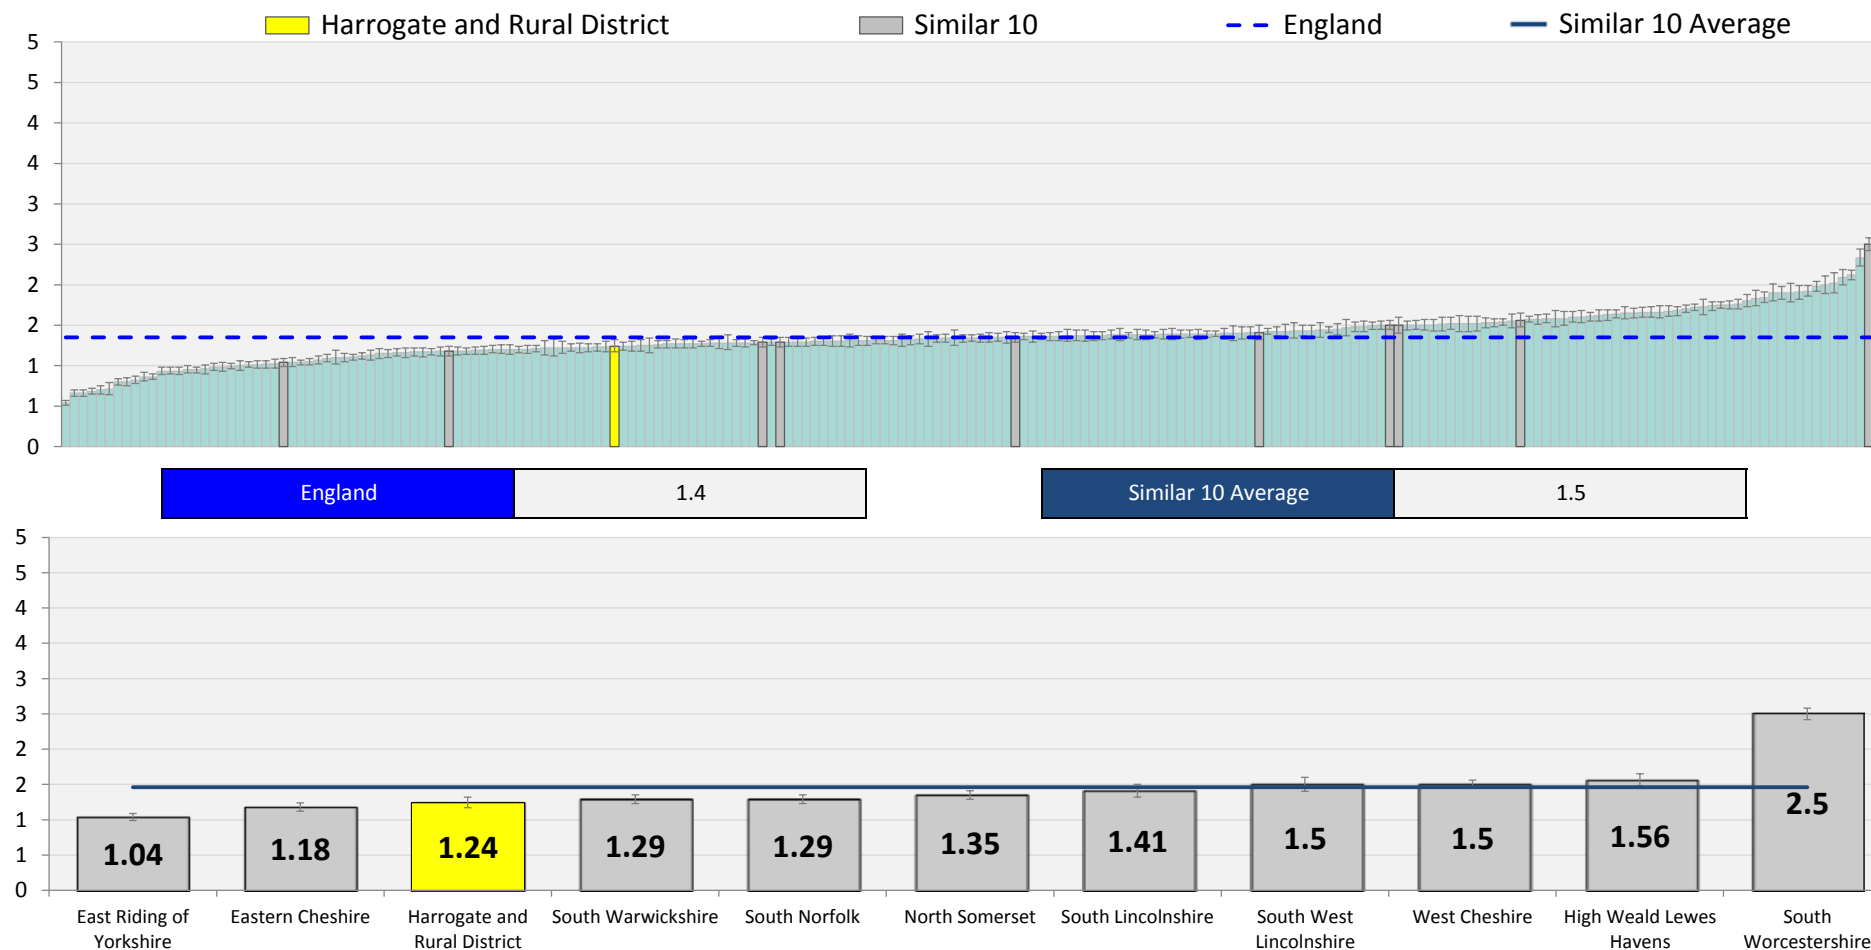 Harrogate and Rural District
Similar 10
England
Similar 10 Average
5
5
4
4
3
3
2
2
1
1
0
England
1.4
Similar 10 Average
1.5
5
5
4
4
3
3
2
2
1
1
0
1.04
1.18
1.24
1.29
1.29
1.35
1.41
1.5
1.5
1.56
2.5
East Riding of
Yorkshire
Eastern Cheshire
Harrogate and
Rural District
South Warwickshire
South Norfolk
North Somerset
South Lincolnshire
South West
Lincolnshire
West Cheshire
High Weald Lewes
Havens
South
Worcestershire